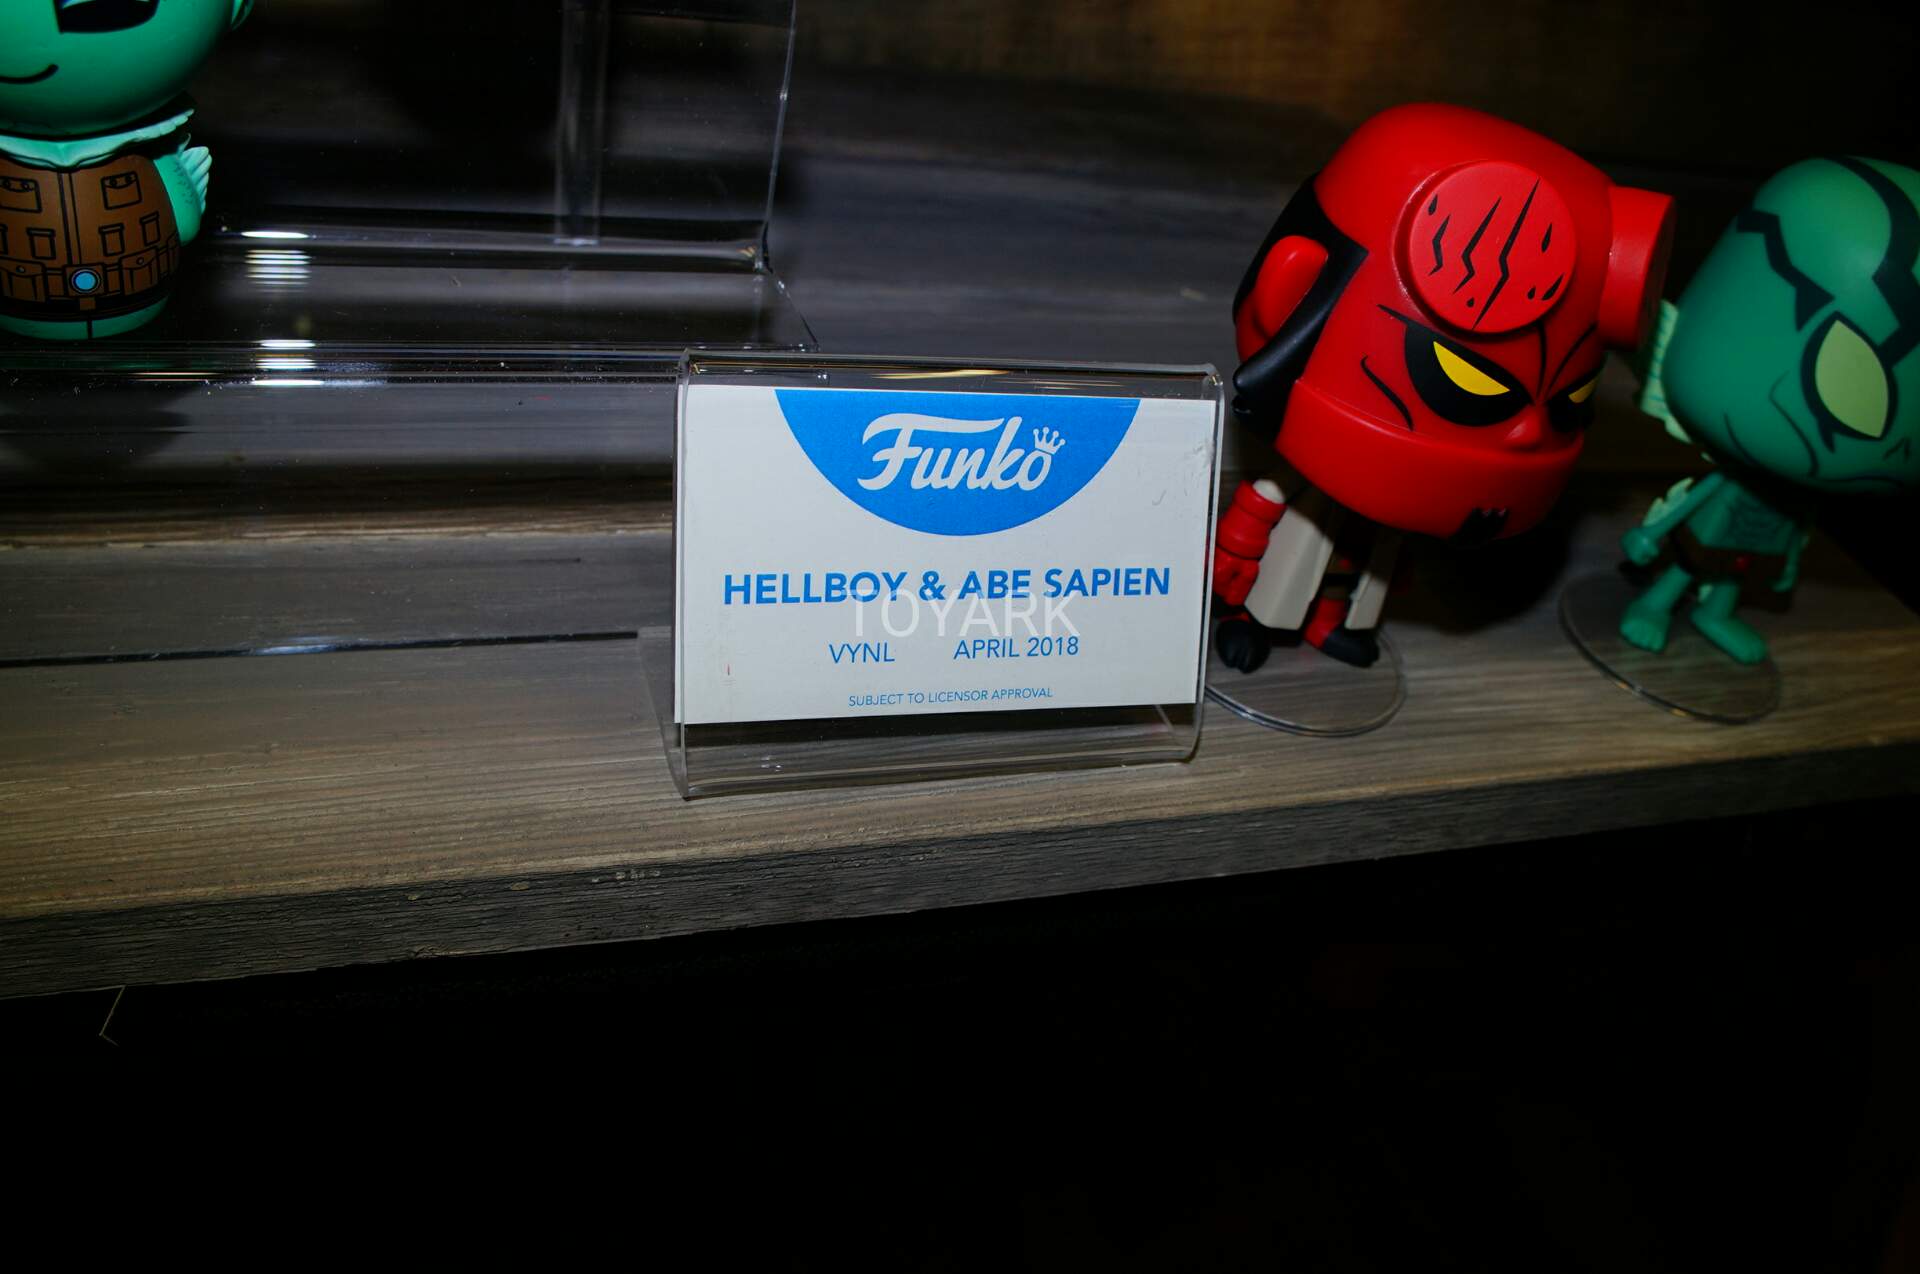 Funko
HELLBOY & ABE SAPIEN
TOYARK
VYNL APRIL 2018
SUBJECT TO LICENSOR APPROVAL